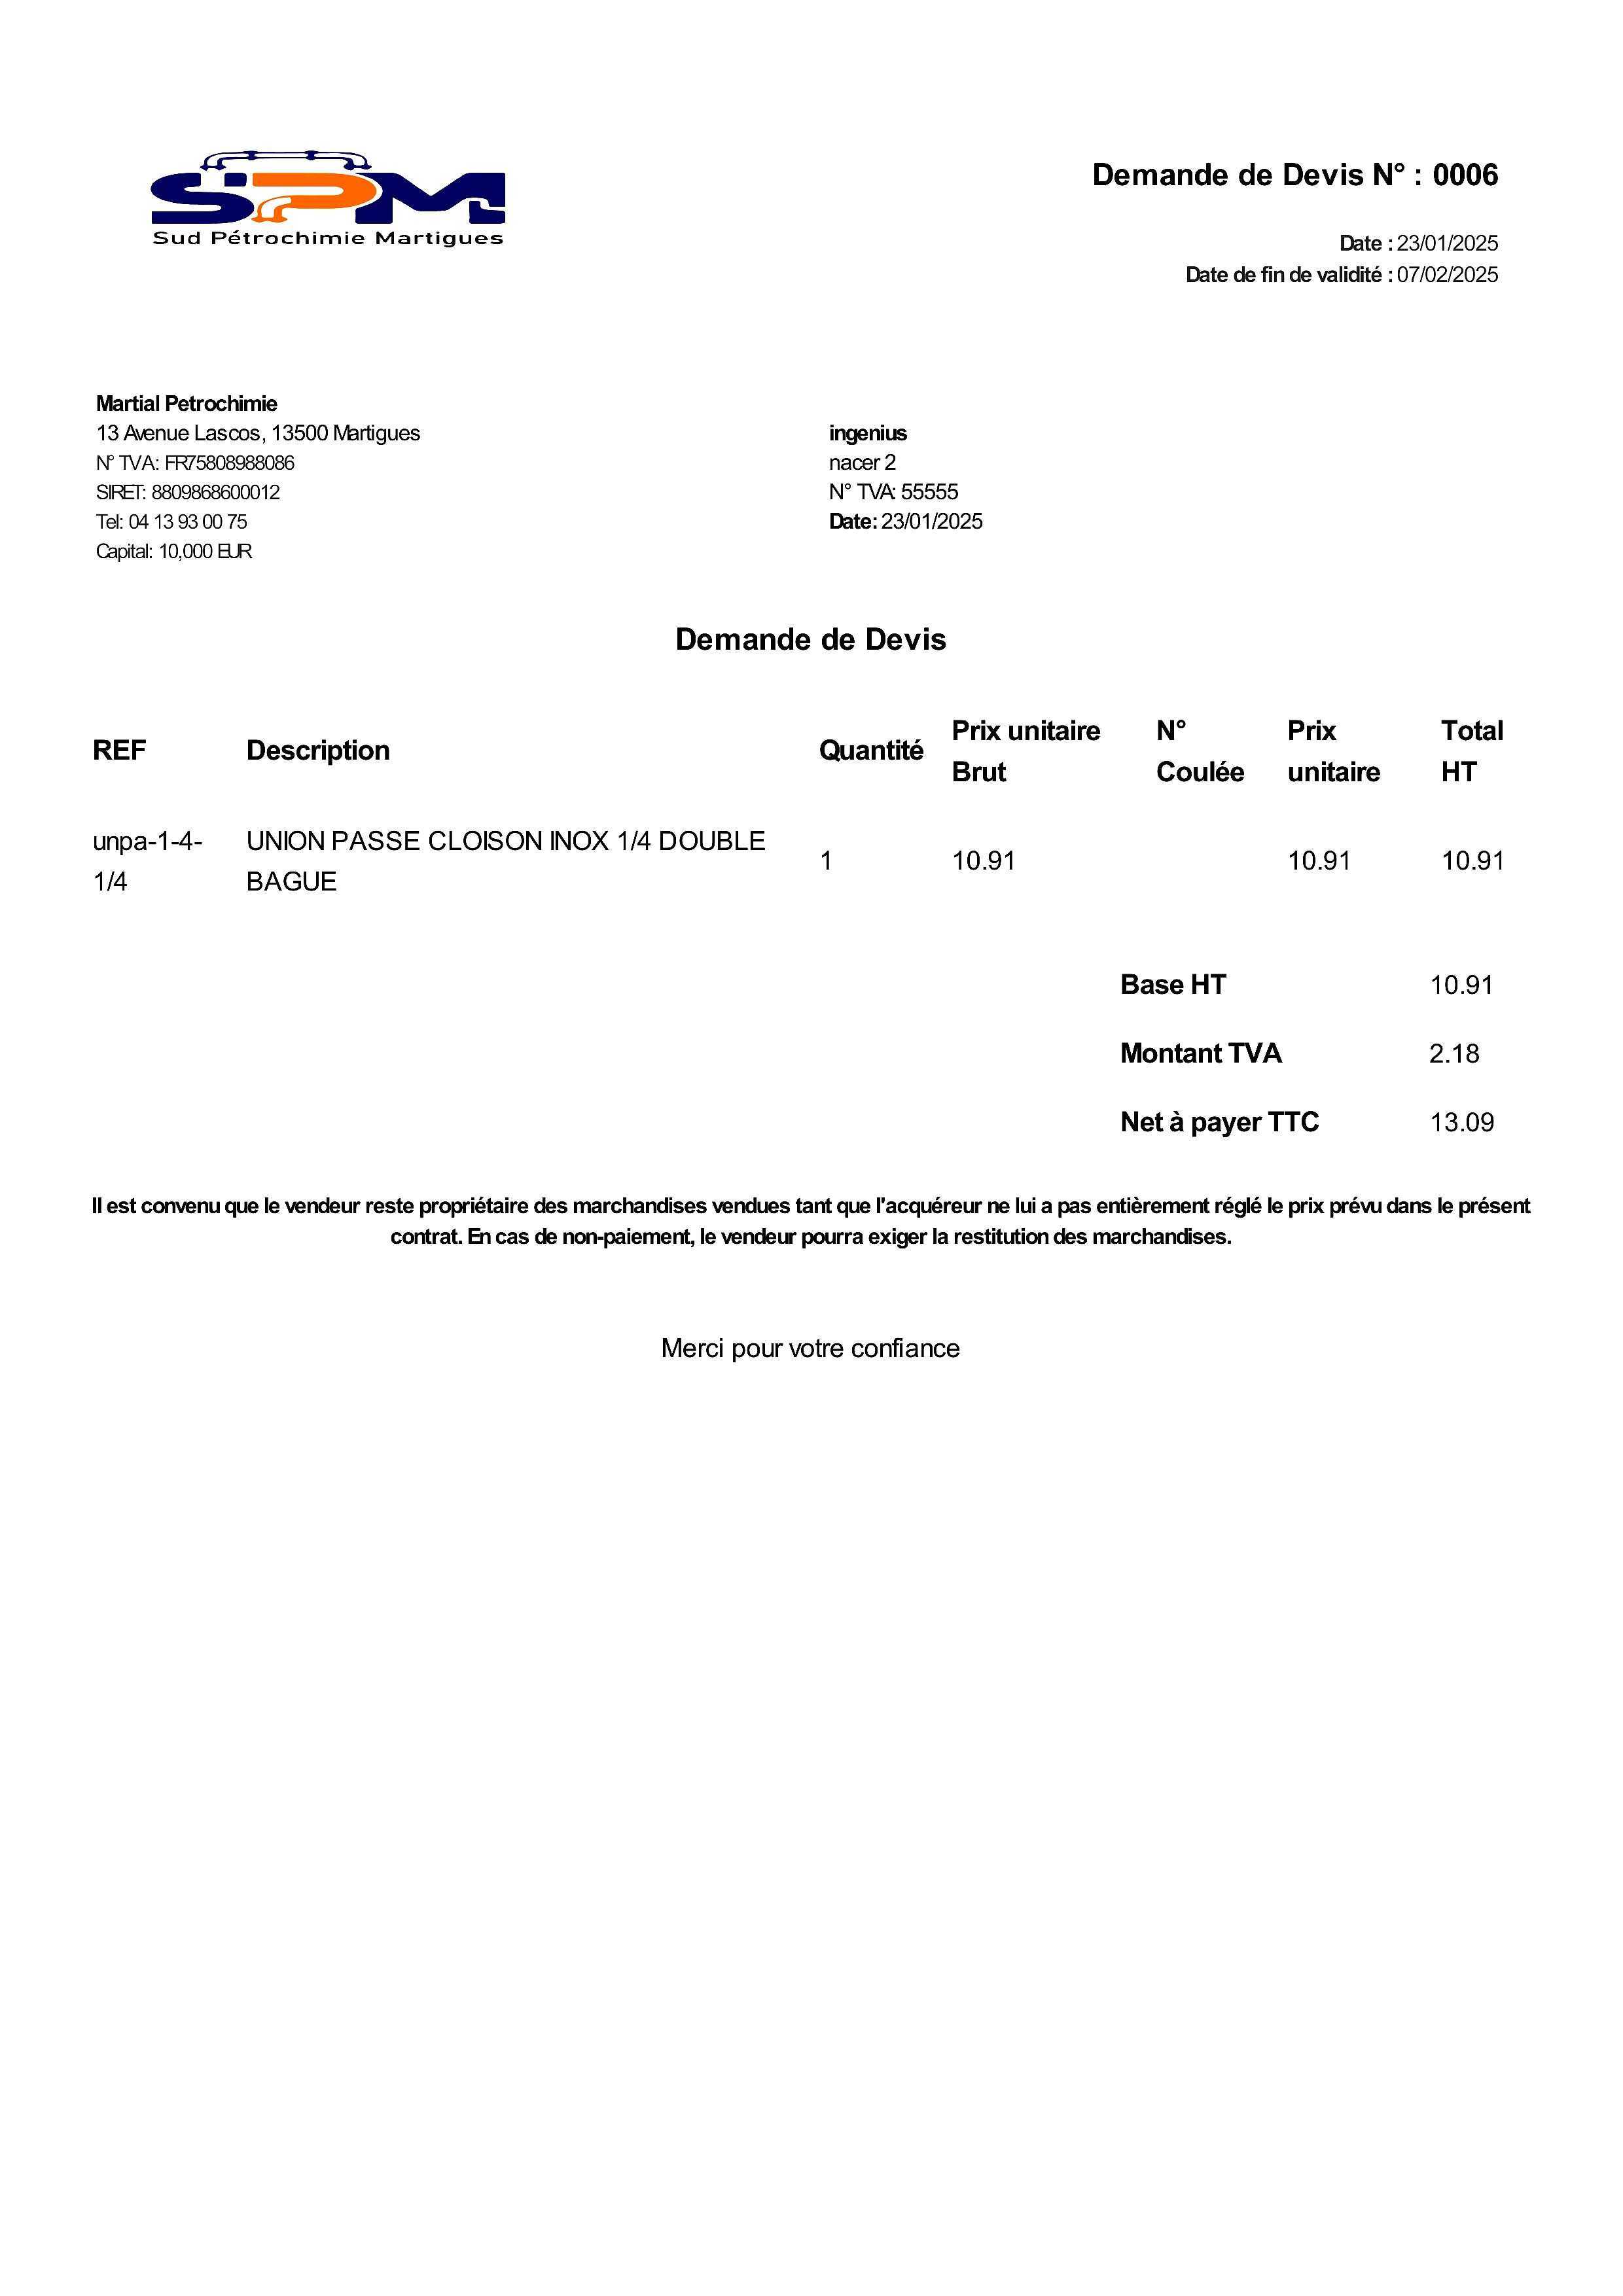 SPM
Sud Pétrochimie Martigues
Demande de Devis N° : 0006
Date : 23/01/2025
Date de fin de validité : 07/02/2025
Martial Petrochimie
13 Avenue Lascos, 13500 Martigues
N° TVA: FR75808988086
SIRET: 8809868600012
Tel: 04 13 93 00 75
Capital: 10,000 EUR
ingenius
nacer 2
N° TVA: 55555
Date: 23/01/2025
Demande de Devis
REF Description Quantité Prix unitaire Brut N° Coulée Prix unitaire Total HT
unpa-1-4-1/4 UNION PASSE CLOISON INOX 1/4 DOUBLE BAGUE 1 10.91 10.91 10.91
Base HT 10.91
Montant TVA 2.18
Net à payer TTC 13.09
Il est convenu que le vendeur reste propriétaire des marchandises vendues tant que l'acquéreur ne lui a pas entièrement réglé le prix prévu dans le présent
contrat. En cas de non-paiement, le vendeur pourra exiger la restitution des marchandises.
Merci pour votre confiance